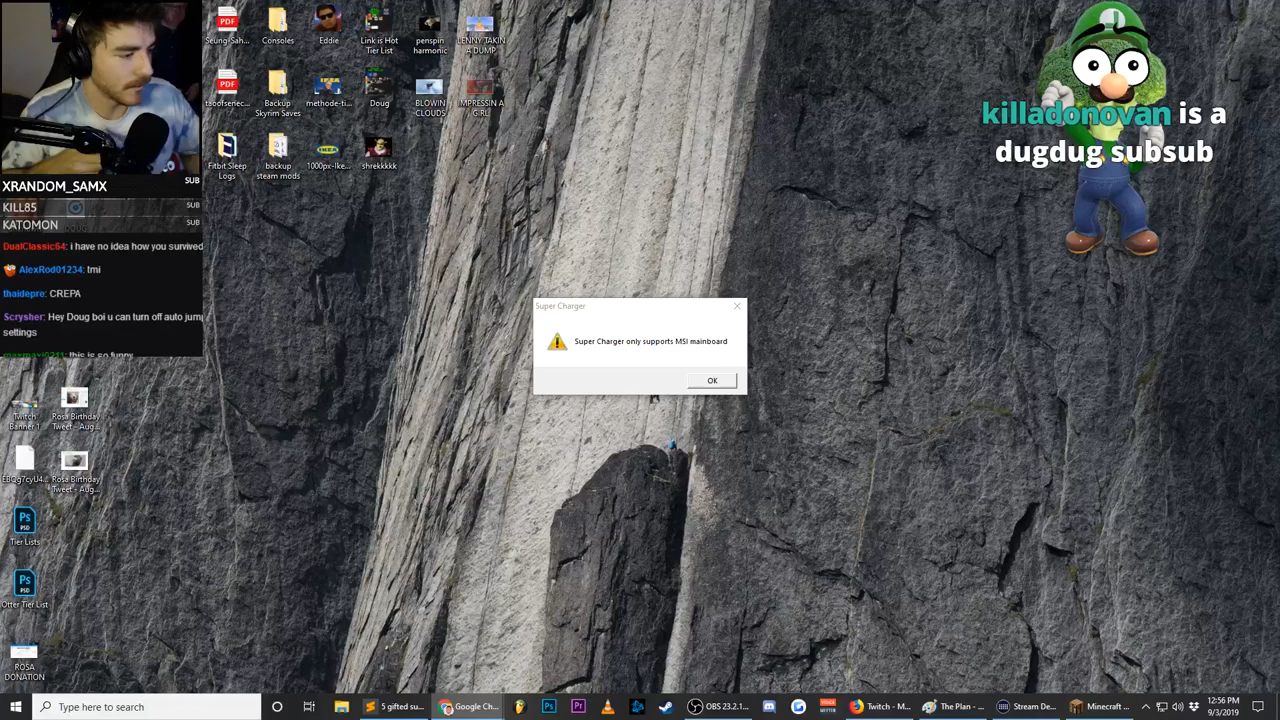 Seung-Sah...
Consoles
Eddie
Link is Hot
Tier List
penspin
harmonic
LENNY TAKIN
A DUMP
Backup
Skyrim Saves
methode-ti...
Doug
BLOWIN
CLOUDS
IMPRESSIN A
GIRL
Fitbit Sleep
Logs
backup
steam mods
1000px-Ike...
shrekkkkk
killadonovan is a
dugdug subsub
XRANDOM_SAMX SUB
KILL85 SUB
KATOMON SUB
DualClassic64: i have no idea how you survived
AlexRod01234: tmi
thaidepre: CREPA
Scrysher: Hey Doug boi u can turn off auto jump
settings
maxmaxi0211: this is so funny
Super Charger
Super Charger only supports MSI mainboard
OK
Twitch
Banner 1
Rosa Birthday
Tweet - Aug...
EBQg7cyU4...
Rosa Birthday
Tweet - Aug...
Tier Lists
Otter Tier List
ROSA
DONATION
Type here to search
5 gifted su...
Google Ch...
OBS 23.2.1...
Twitch - M...
The Plan - ...
Stream De...
Minecraft ...
12:56 PM
9/3/2019